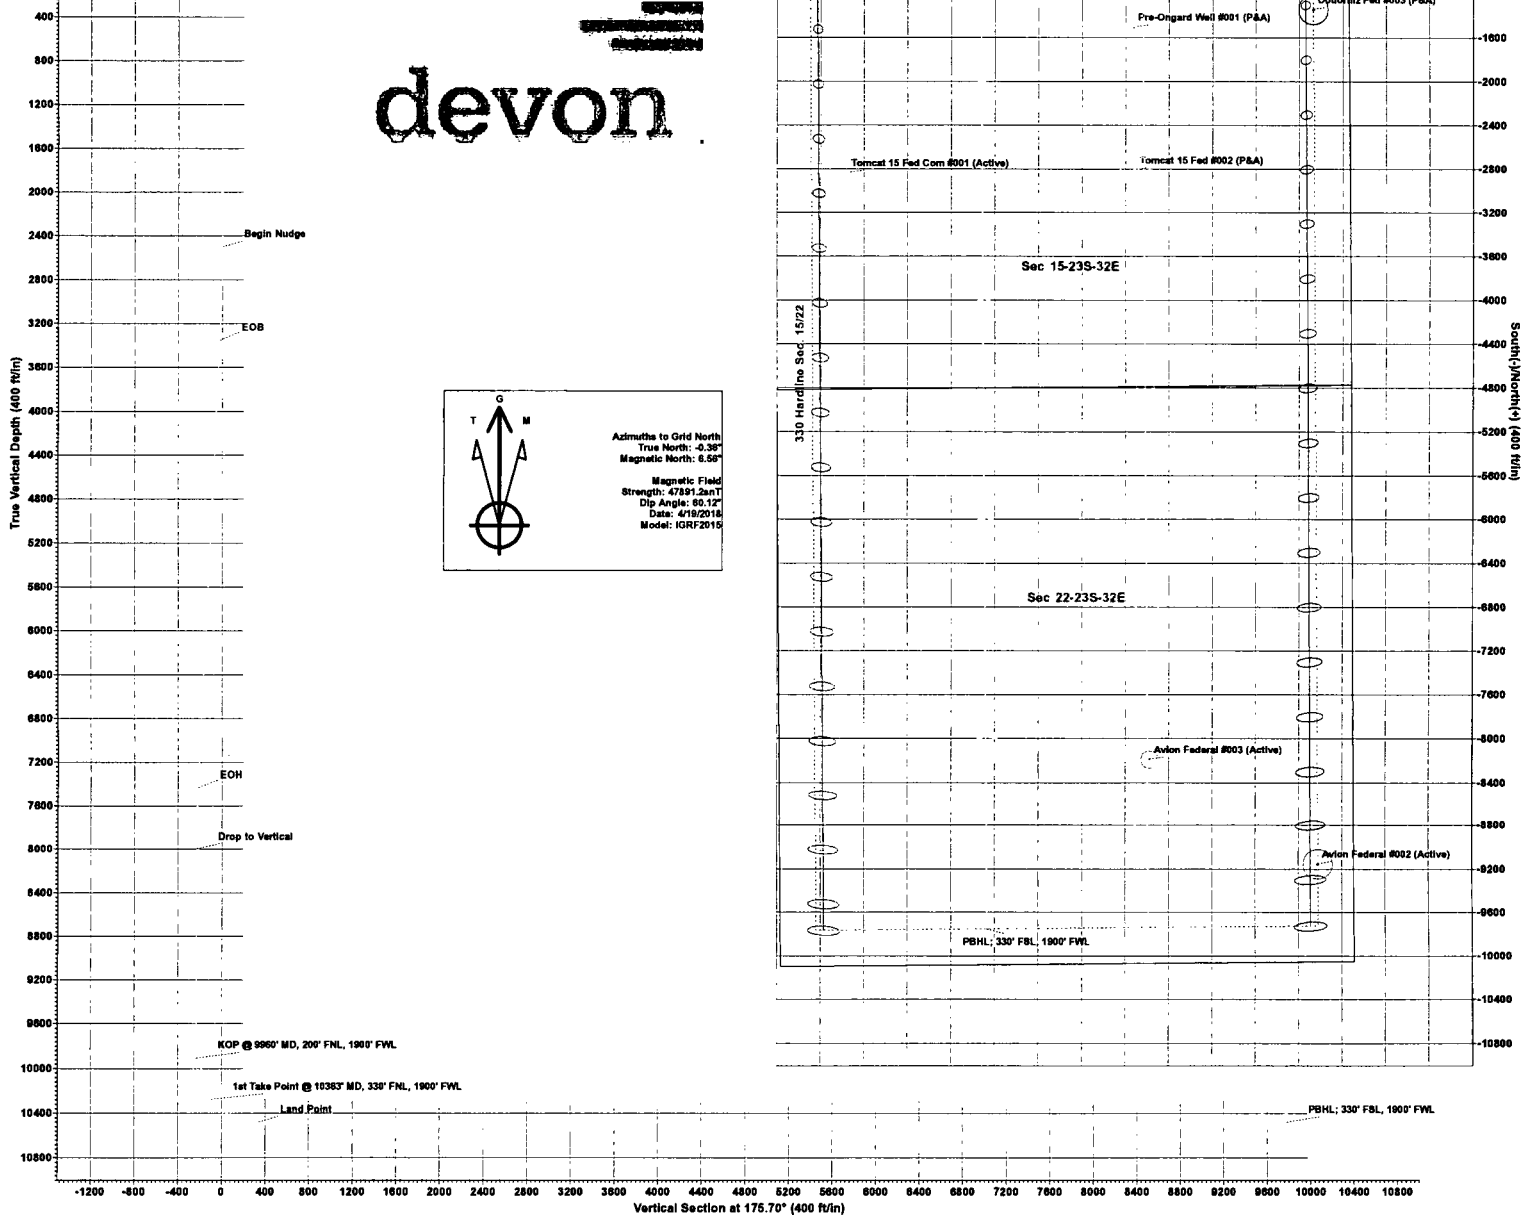 devon
400
800
1200
1600
2000
2400
2800
3200
3600
4000
4400
4800
5200
5600
6000
6400
6800
7200
7600
8000
8400
8800
9200
9600
10000
10400
10800
True Vertical Depth (400 ft/in)
Begin Nudge
EOB
EOH
Drop to Vertical
KOP @ 9960' MD, 200' FNL, 1900' FWL
1st Take Point @ 10383' MD, 330' FNL, 1900' FWL
Land Point
PBHL; 330' FSL, 1900' FWL
-1200 -800 -400 0 400 800 1200 1600 2000 2400 2800 3200 3600 4000 4400 4800 5200 5600 6000 6400 6800 7200 7600 8000 8400 8800 9200 9600 10000 10400 10800
Vertical Section at 175.70° (400 ft/in)
G
T M
Azimuths to Grid North
True North: -0.38°
Magnetic North: 6.56°
Magnetic Field
Strength: 47891.2snT
Dip Angle: 60.12°
Date: 4/19/2018
Model: IGRF2015
Pre-Ongard Well #001 (P&A)
Tomcat 15 Fed Com #001 (Active)
Tomcat 15 Fed #002 (P&A)
Sec 15-23S-32E
330 Hardline Sec. 15/22
Sec 22-23S-32E
Avion Federal #003 (Active)
Avion Federal #002 (Active)
PBHL; 330' FSL, 1900' FWL
-1600
-2000
-2400
-2800
-3200
-3600
-4000
-4400
-4800
-5200
-5600
-6000
-6400
-6800
-7200
-7600
-8000
-8400
-8800
-9200
-9600
-10000
-10400
-10800
South(-)/North(+) (400 ft/in)